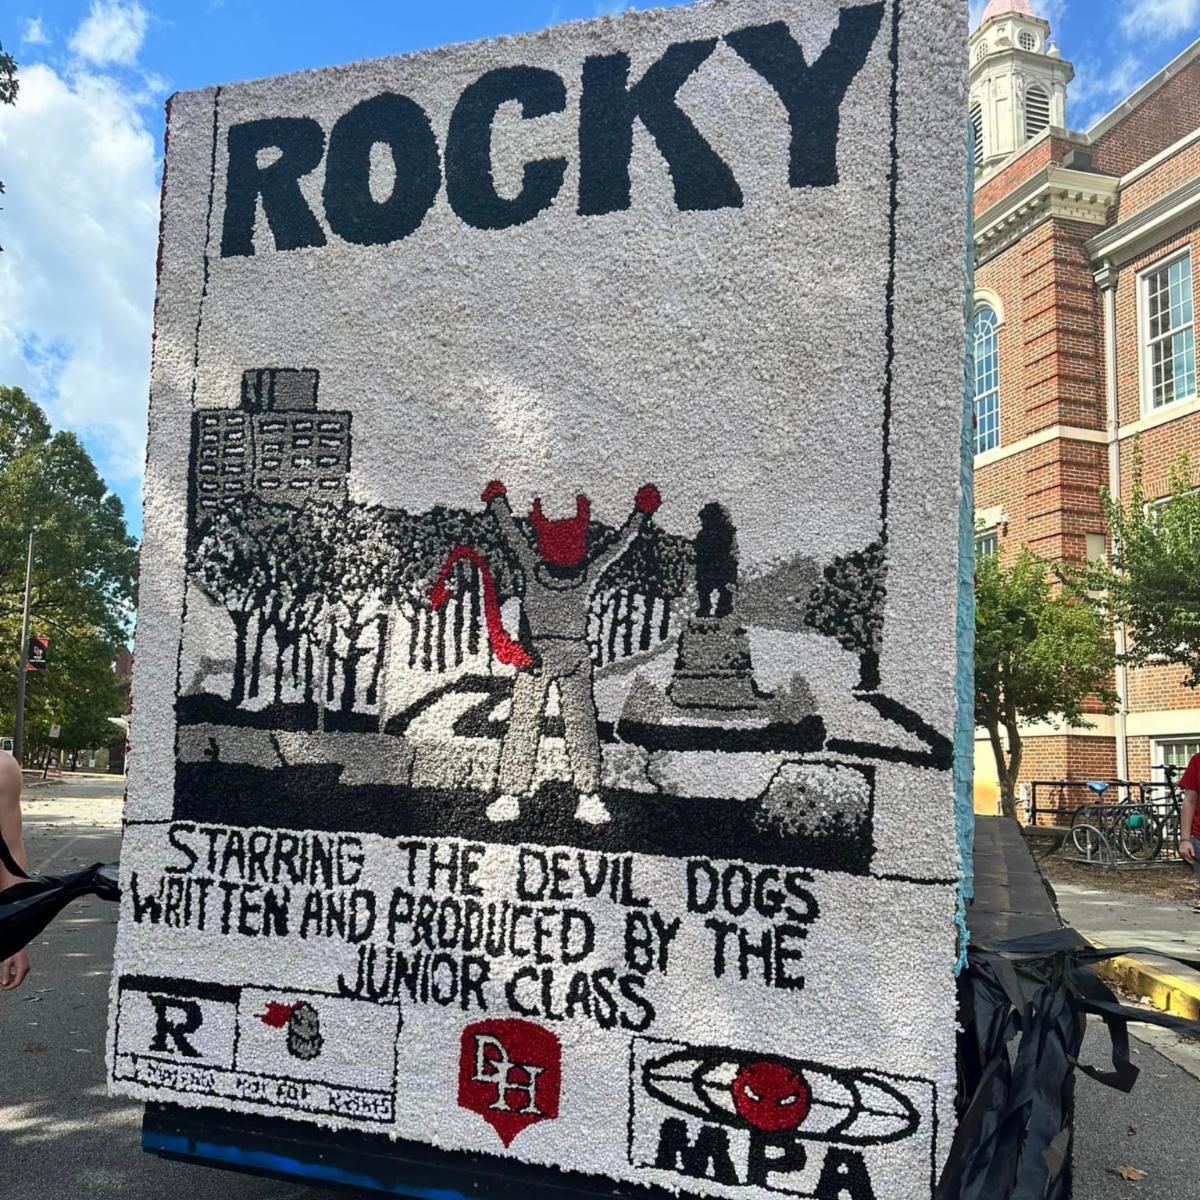 ROCKY
STARRING THE DEVIL DOGS
WRITTEN AND PRODUCED BY THE
JUNIOR CLASS
R
DH
MPA